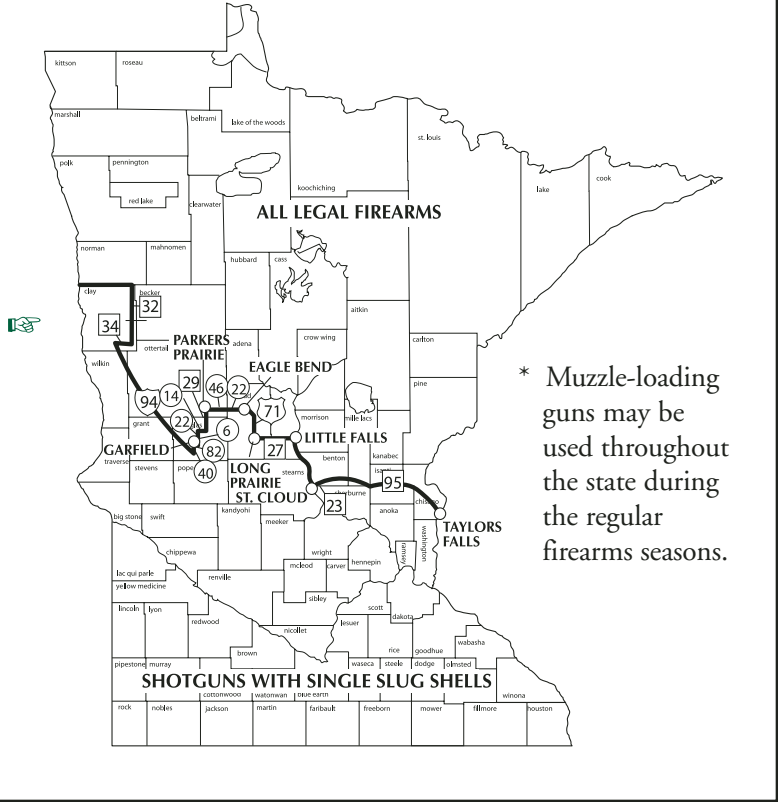 kittson
roseau
marshall
beltrami
lake of the woods
st. louis
polk
pennington
koochiching
lake
cook
red lake
clearwater
ALL LEGAL FIREARMS
norman
mahnomen
hubbard
cass
clay
becker
32
34
aitkin
ottertail
PARKERS
PRAIRIE
adena
crow wing
carlton
wilkin
EAGLE BEND
pine
29
46
22
94
14
71
morrison
mille lacs
grant
22
6
LITTLE FALLS
GARFIELD
82
27
benton
kanabec
traverse
stevens
pope
40
LONG
PRAIRIE
stearns
ST. CLOUD
95
23
anoka
TAYLORS
FALLS
big stone
swift
kandyohi
meeker
washington
chippewa
wright
hennepin
ramsey
lac qui parle
renville
mcleod
carver
yellow medicine
sibley
scott
dakota
lincoln
lyon
redwood
nicollet
lesuer
rice
goodhue
wabasha
brown
pipestone
murray
waseca
steele
dodge
olmsted
SHOTGUNS WITH SINGLE SLUG SHELLS
cottonwood
watonwan
blue earth
winona
rock
nobles
jackson
martin
faribault
freeborn
mower
fillmore
houston
* Muzzle-loading
guns may be
used throughout
the state during
the regular
firearms seasons.